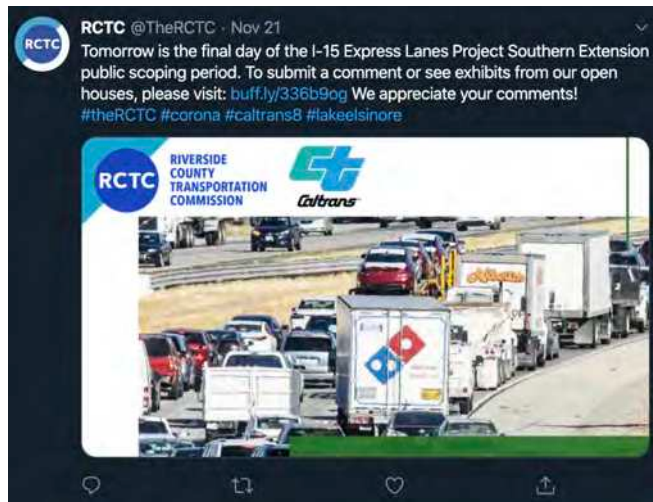 RCTC @TheRCTC · Nov 21
Tomorrow is the final day of the I-15 Express Lanes Project Southern Extension
public scoping period. To submit a comment or see exhibits from our open
houses, please visit: buff.ly/336b9og We appreciate your comments!
#theRCTC #corona #caltrans8 #lakeelsinore
RCTC
RCTC
RIVERSIDE
COUNTY
TRANSPORTATION
COMMISSION
Caltrans